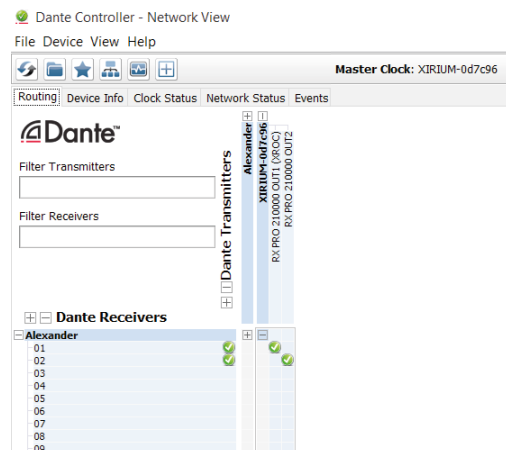 Dante Controller - Network View
File Device View Help
Master Clock: XIRIUM-0d7c96
Routing Device Info Clock Status Network Status Events
Dante™
Filter Transmitters
Filter Receivers
Dante Transmitters
Alexander
XIRIUM-0d7c96
RX PRO 210000 OUT1 (XROC)
RX PRO 210000 OUT2
Dante Receivers
Alexander
01
02
03
04
05
06
07
08
09